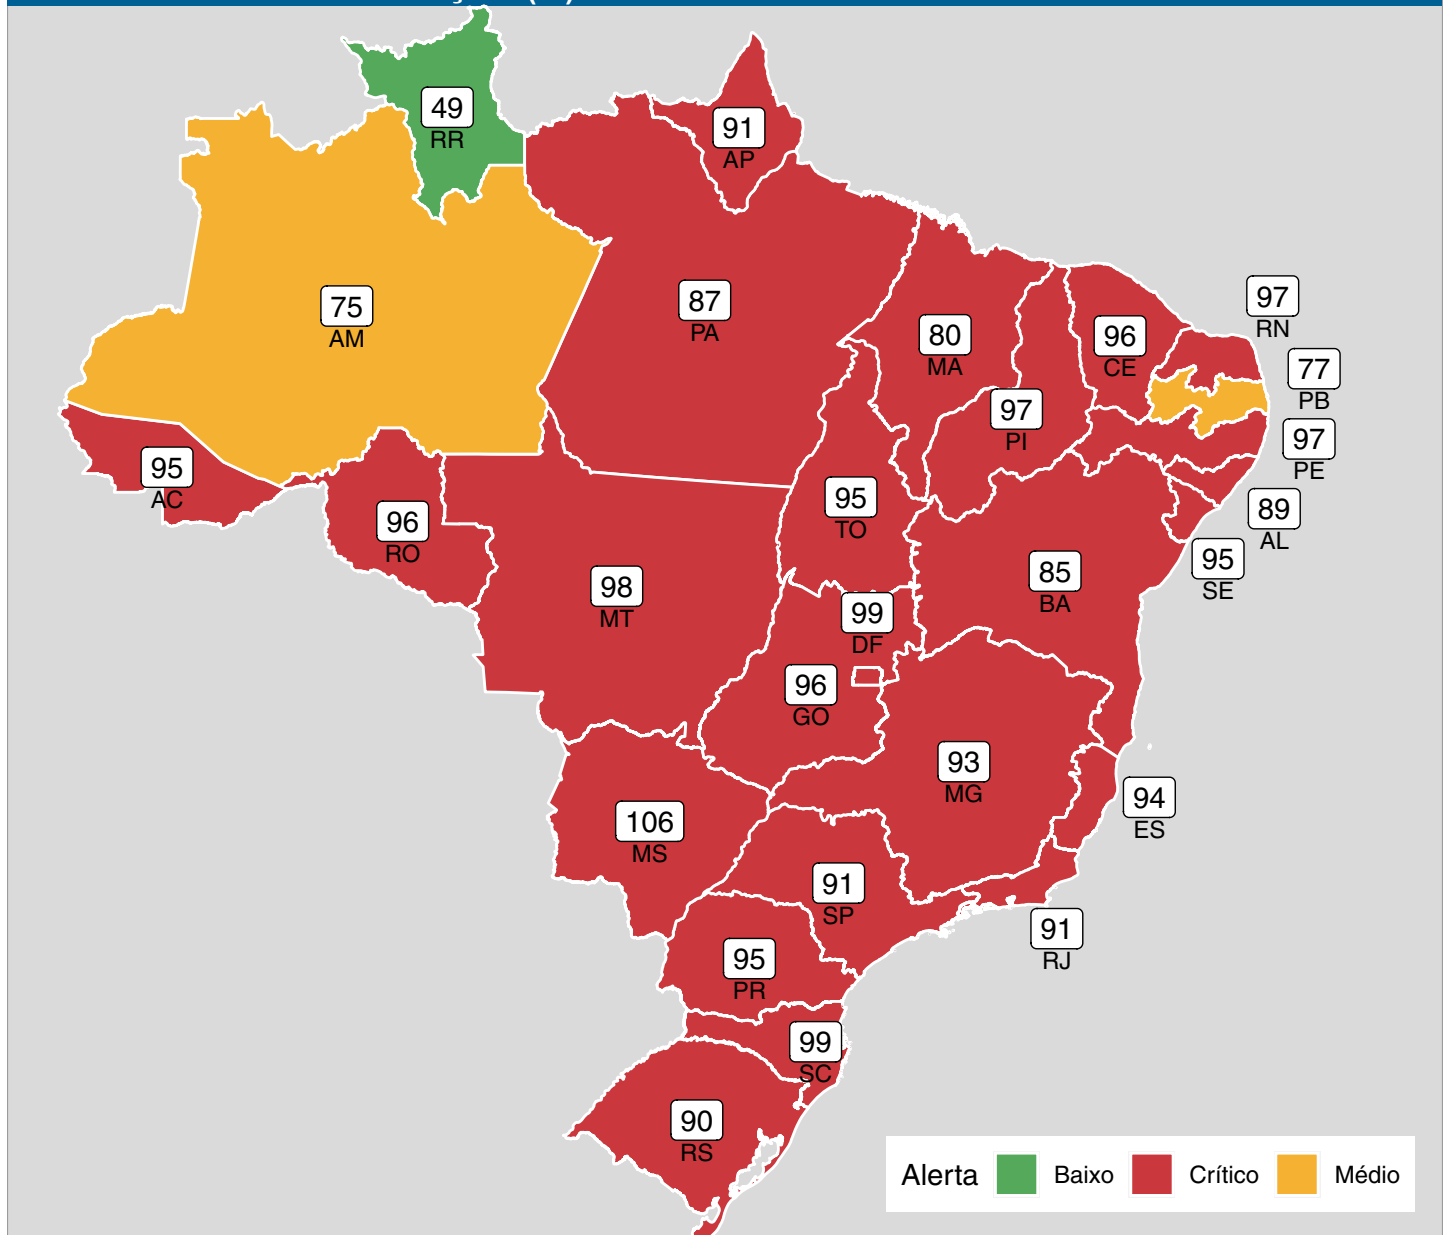 49
RR
91
AP
75
AM
87
PA
80
MA
96
CE
97
RN
77
PB
97
PI
97
PE
95
AC
96
RO
95
TO
89
AL
95
SE
98
MT
85
BA
99
DF
96
GO
93
MG
94
ES
106
MS
91
SP
91
RJ
95
PR
99
SC
90
RS
Alerta Baixo Crítico Médio